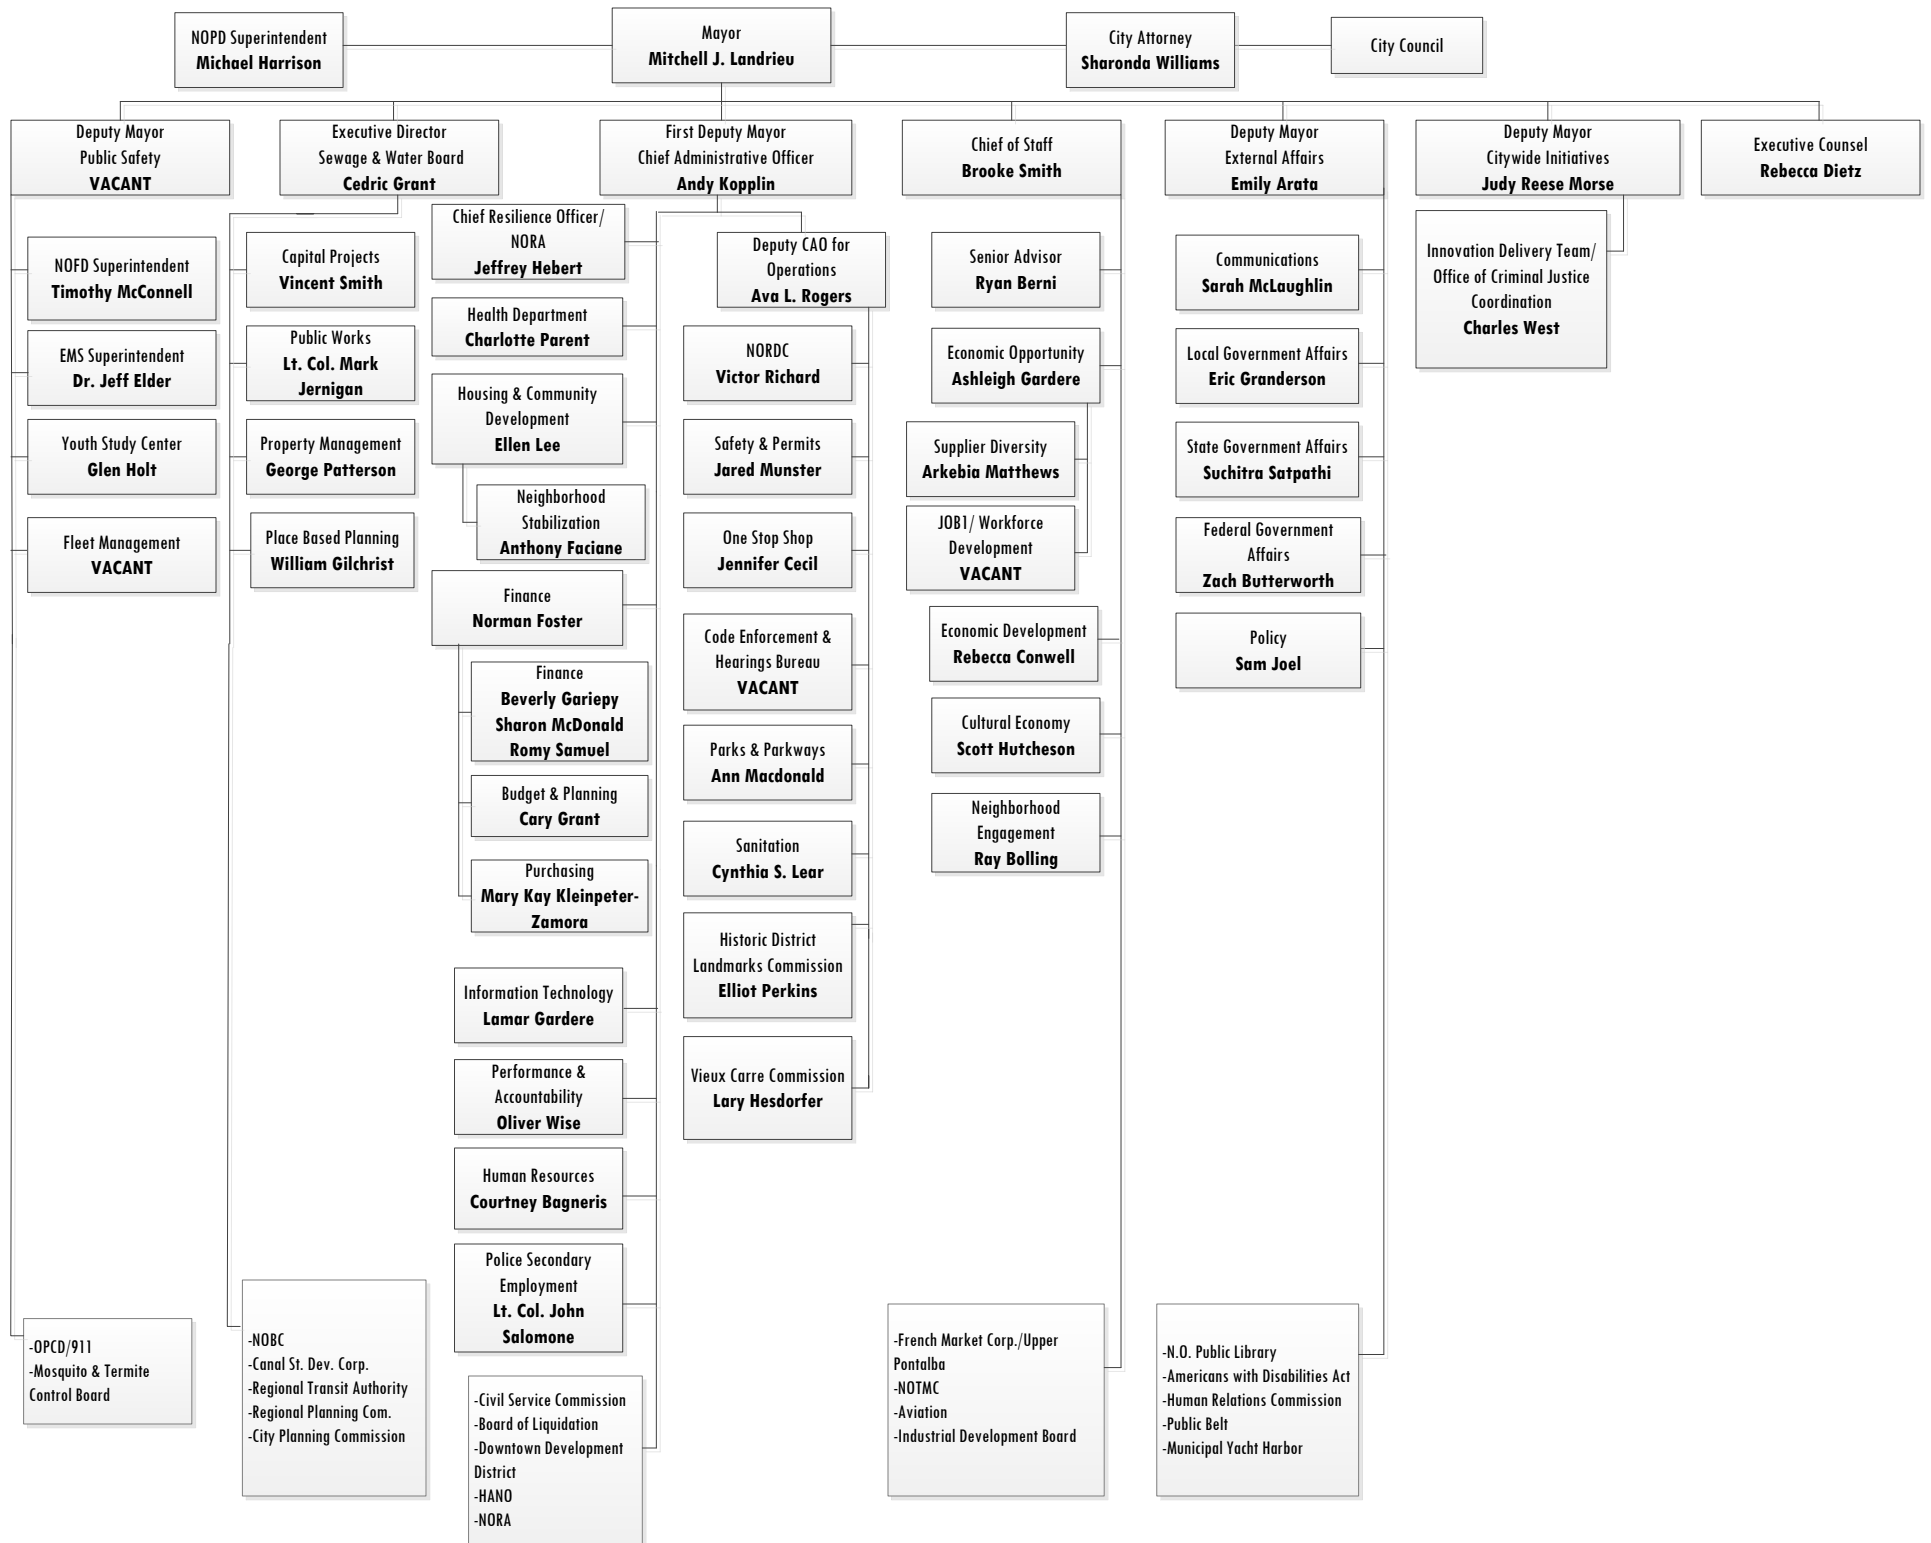 NOPD Superintendent
Michael Harrison
Mayor
Mitchell J. Landrieu
City Attorney
Sharonda Williams
City Council
Deputy Mayor
Public Safety
VACANT
Executive Director
Sewage & Water Board
Cedric Grant
First Deputy Mayor
Chief Administrative Officer
Andy Kopplin
Chief of Staff
Brooke Smith
Deputy Mayor
External Affairs
Emily Arata
Deputy Mayor
Citywide Initiatives
Judy Reese Morse
Executive Counsel
Rebecca Dietz
NOFD Superintendent
Timothy McConnell
EMS Superintendent
Dr. Jeff Elder
Youth Study Center
Glen Holt
Fleet Management
VACANT
-OPCD/911
-Mosquito & Termite
Control Board
Capital Projects
Vincent Smith
Public Works
Lt. Col. Mark
Jernigan
Property Management
George Patterson
Place Based Planning
William Gilchrist
-NOBC
-Canal St. Dev. Corp.
-Regional Transit Authority
-Regional Planning Com.
-City Planning Commission
Chief Resilience Officer/
NORA
Jeffrey Hebert
Health Department
Charlotte Parent
Housing & Community
Development
Ellen Lee
Neighborhood
Stabilization
Anthony Faciane
Finance
Norman Foster
Finance
Beverly Gariepy
Sharon McDonald
Romy Samuel
Budget & Planning
Cary Grant
Purchasing
Mary Kay Kleinpeter-
Zamora
Information Technology
Lamar Gardere
Performance &
Accountability
Oliver Wise
Human Resources
Courtney Bagneris
Police Secondary
Employment
Lt. Col. John
Salomone
-Civil Service Commission
-Board of Liquidation
-Downtown Development
District
-HANO
-NORA
Deputy CAO for
Operations
Ava L. Rogers
NORDC
Victor Richard
Safety & Permits
Jared Munster
One Stop Shop
Jennifer Cecil
Code Enforcement &
Hearings Bureau
VACANT
Parks & Parkways
Ann Macdonald
Sanitation
Cynthia S. Lear
Historic District
Landmarks Commission
Elliot Perkins
Vieux Carre Commission
Lary Hesdorfer
Senior Advisor
Ryan Berni
Economic Opportunity
Ashleigh Gardere
Supplier Diversity
Arkebia Matthews
JOB1/ Workforce
Development
VACANT
Economic Development
Rebecca Conwell
Cultural Economy
Scott Hutcheson
Neighborhood
Engagement
Ray Bolling
-French Market Corp./Upper
Pontalba
-NOTMC
-Aviation
-Industrial Development Board
Communications
Sarah McLaughlin
Local Government Affairs
Eric Granderson
State Government Affairs
Suchitra Satpathi
Federal Government
Affairs
Zach Butterworth
Policy
Sam Joel
-N.O. Public Library
-Americans with Disabilities Act
-Human Relations Commission
-Public Belt
-Municipal Yacht Harbor
Innovation Delivery Team/
Office of Criminal Justice
Coordination
Charles West